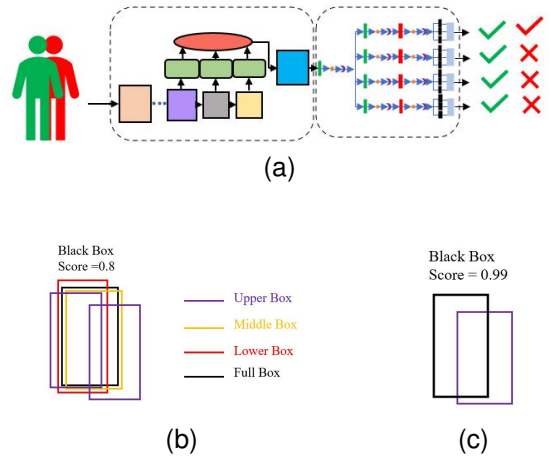 (a)
Black Box
Score =0.8
Upper Box
Middle Box
Lower Box
Full Box
(b)
Black Box
Score = 0.99
(c)